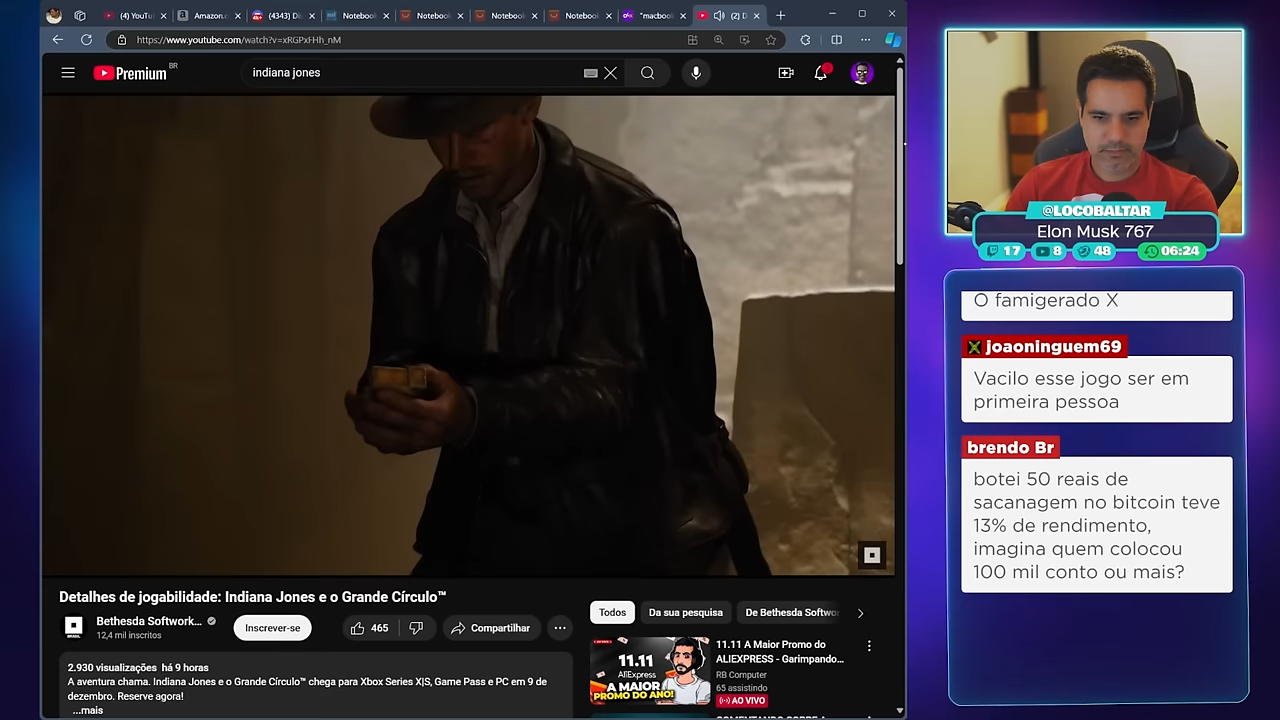 (4) YouTu
Amazon.c
(4343) Di
Notebook
Notebook
Notebook
Notebook
"macbook
(2) D
https://www.youtube.com/watch?v=xRGPxFHh_nM
Premium BR
indiana jones
Detalhes de jogabilidade: Indiana Jones e o Grande Círculo™
Bethesda Softwork...
12,4 mil inscritos
Inscrever-se
465
Compartilhar
2.930 visualizações há 9 horas
A aventura chama. Indiana Jones e o Grande Círculo™ chega para Xbox Series X|S, Game Pass e PC em 9 de
dezembro. Reserve agora!
...mais
Todos
Da sua pesquisa
De Bethesda Softwor
11.11
AliExpress
A MAIOR
PROMO DO ANO!
11.11 A Maior Promo do
ALIEXPRESS - Garimpando...
RB Computer
65 assistindo
AO VIVO
@LOCOBALTAR
Elon Musk 767
17
8
48
06:24
O famigerado X
joaoninguem69
Vacilo esse jogo ser em
primeira pessoa
brendo Br
botei 50 reais de
sacanagem no bitcoin teve
13% de rendimento,
imagina quem colocou
100 mil conto ou mais?